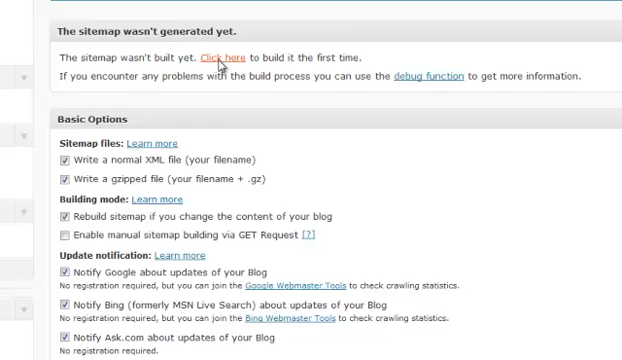 The sitemap wasn't generated yet.
The sitemap wasn't built yet. Click here to build it the first time.
If you encounter any problems with the build process you can use the debug function to get more information.
Basic Options
Sitemap files: Learn more
Write a normal XML file (your filename)
Write a gzipped file (your filename + .gz)
Building mode: Learn more
Rebuild sitemap if you change the content of your blog
Enable manual sitemap building via GET Request [?]
Update notification: Learn more
Notify Google about updates of your Blog
No registration required, but you can join the Google Webmaster Tools to check crawling statistics.
Notify Bing (formerly MSN Live Search) about updates of your Blog
No registration required, but you can join the Bing Webmaster Tools to check crawling statistics.
Notify Ask.com about updates of your Blog
No registration required.